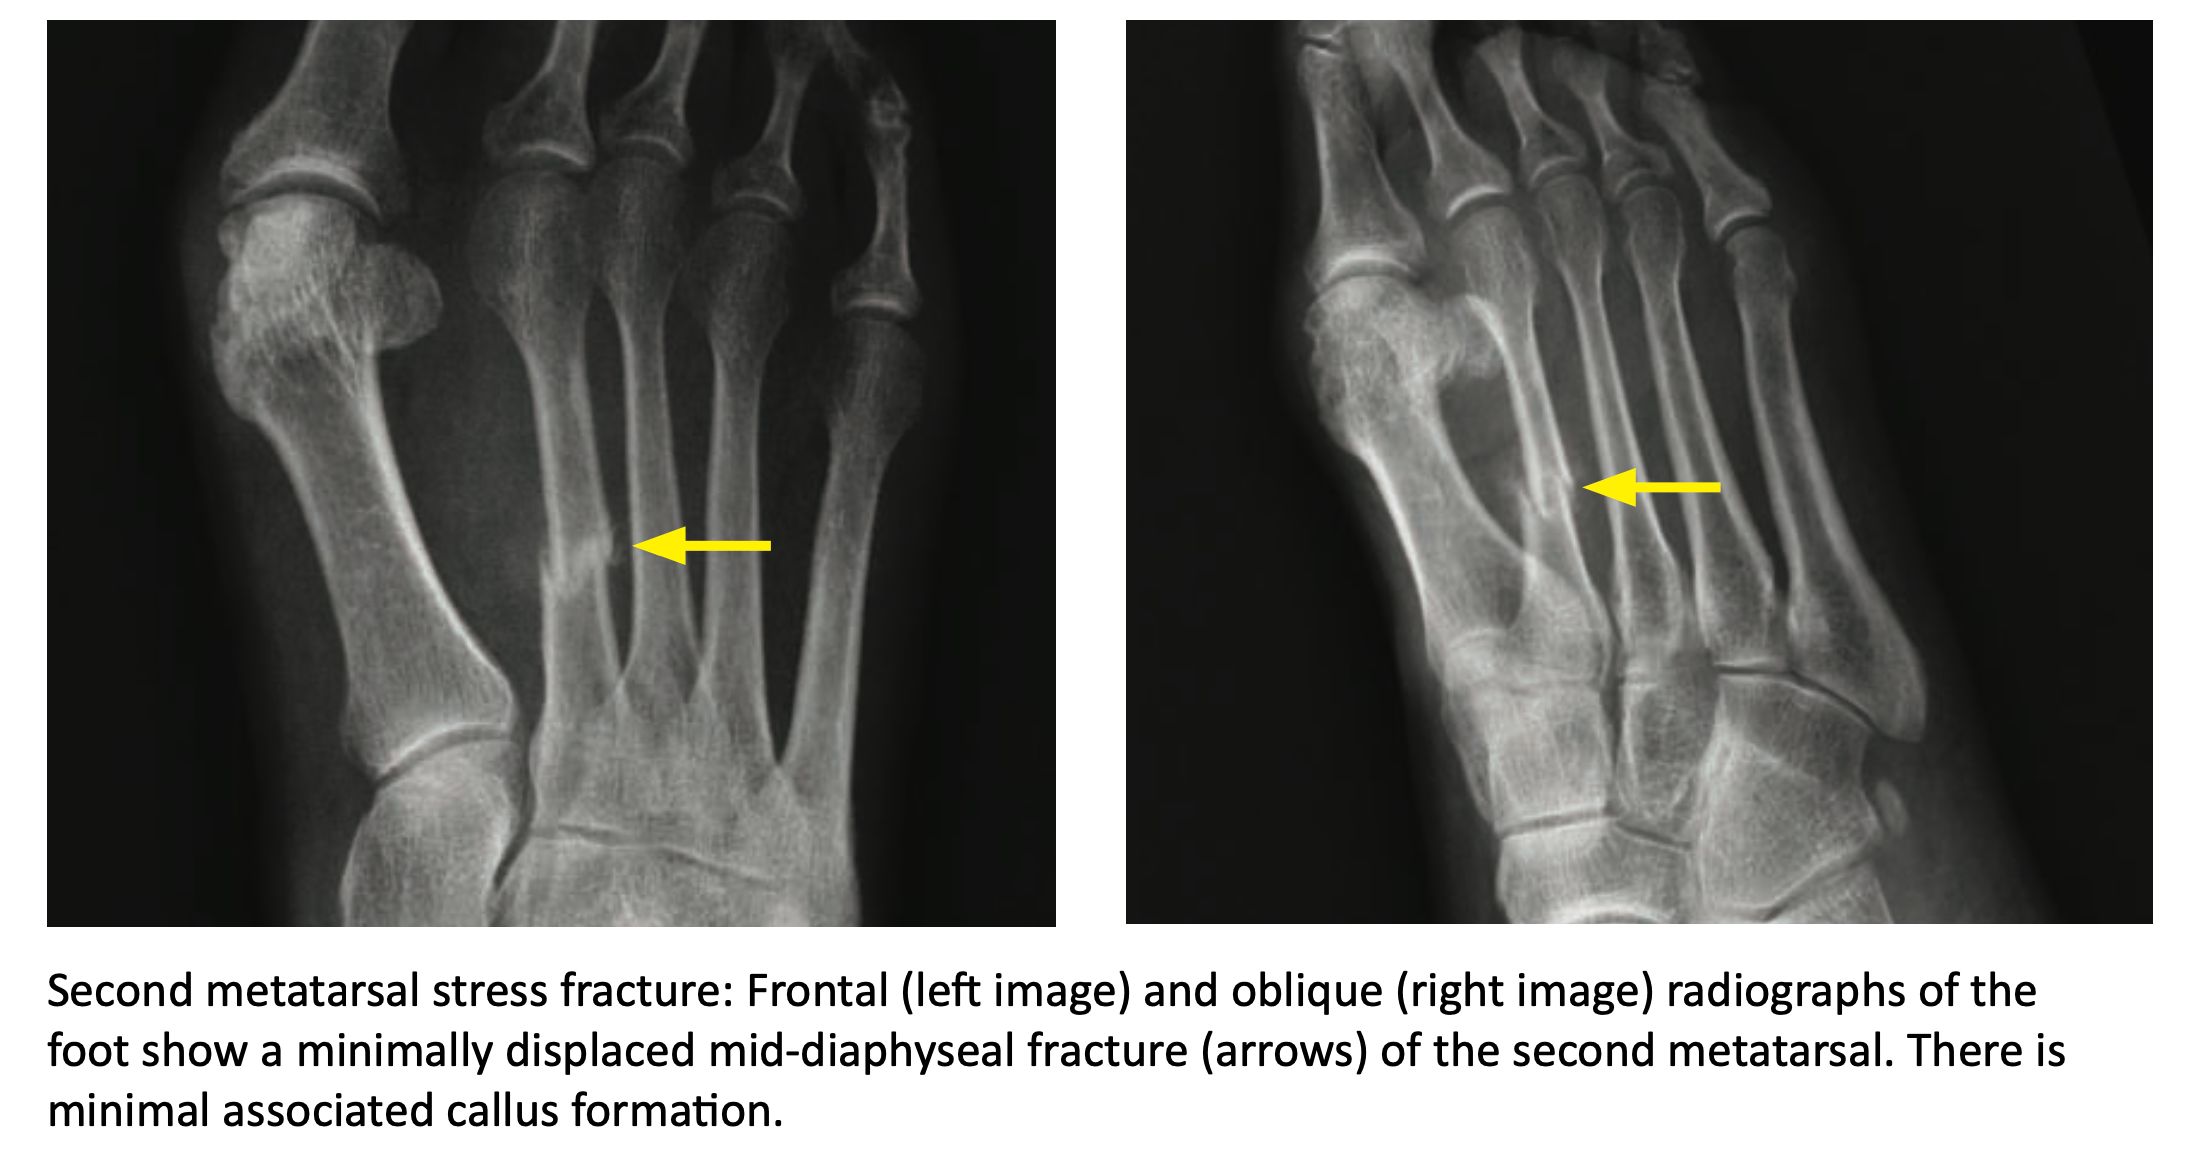 Second metatarsal stress fracture: Frontal (left image) and oblique (right image) radiographs of the
foot show a minimally displaced mid-diaphyseal fracture (arrows) of the second metatarsal. There is
minimal associated callus formation.